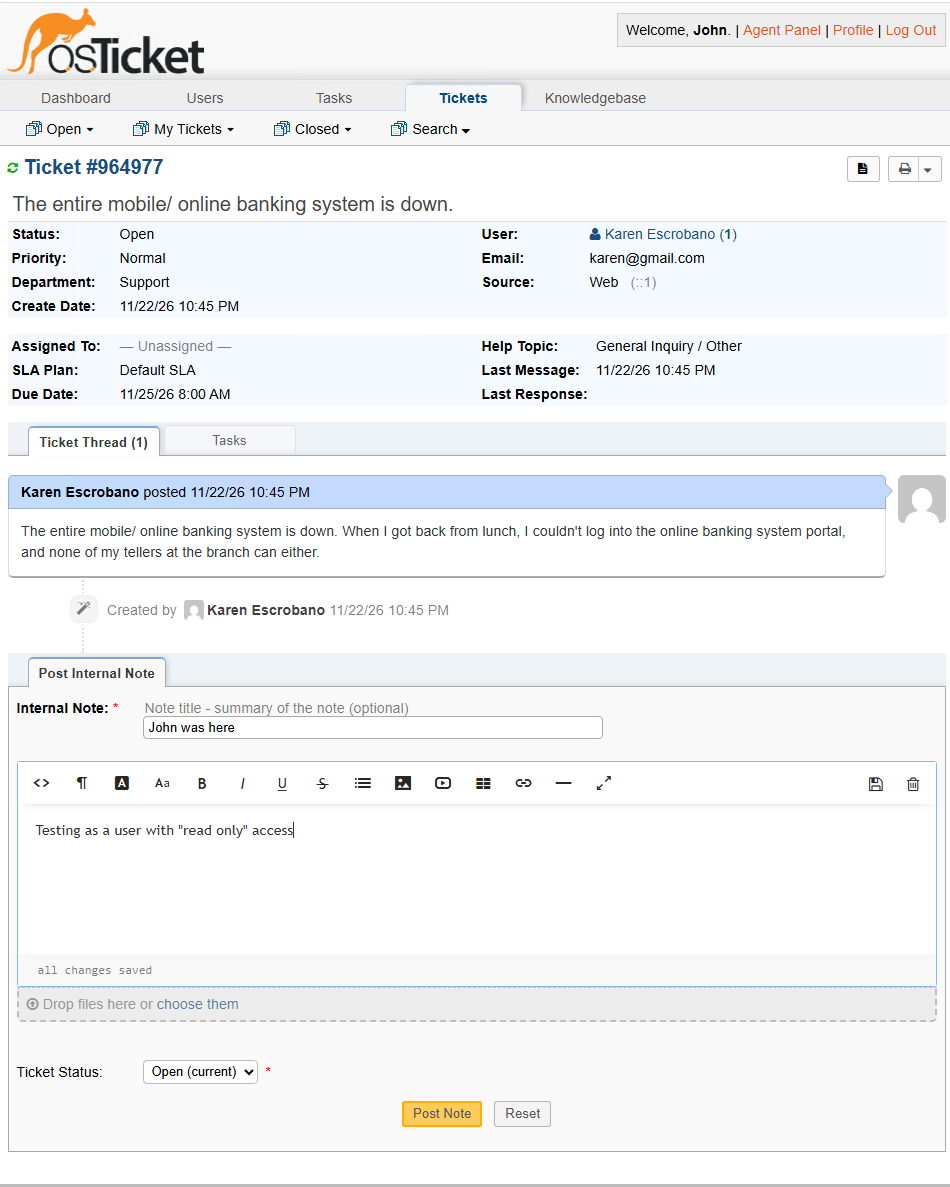 osTicket
Welcome, John. | Agent Panel | Profile | Log Out
Dashboard Users Tasks Tickets Knowledgebase
Open My Tickets Closed Search
Ticket #964977
The entire mobile/ online banking system is down.
Status: Open User: Karen Escrobano (1)
Priority: Normal Email: karen@gmail.com
Department: Support Source: Web (::1)
Create Date: 11/22/26 10:45 PM
Assigned To: — Unassigned — Help Topic: General Inquiry / Other
SLA Plan: Default SLA Last Message: 11/22/26 10:45 PM
Due Date: 11/25/26 8:00 AM Last Response:
Ticket Thread (1) Tasks
Karen Escrobano posted 11/22/26 10:45 PM
The entire mobile/ online banking system is down. When I got back from lunch, I couldn't log into the online banking system portal,
and none of my tellers at the branch can either.
Created by Karen Escrobano 11/22/26 10:45 PM
Post Internal Note
Internal Note: * Note title - summary of the note (optional)
John was here
<> ¶ A Aa B I U S
Testing as a user with "read only" access
all changes saved
Drop files here or choose them
Ticket Status: Open (current) *
Post Note Reset